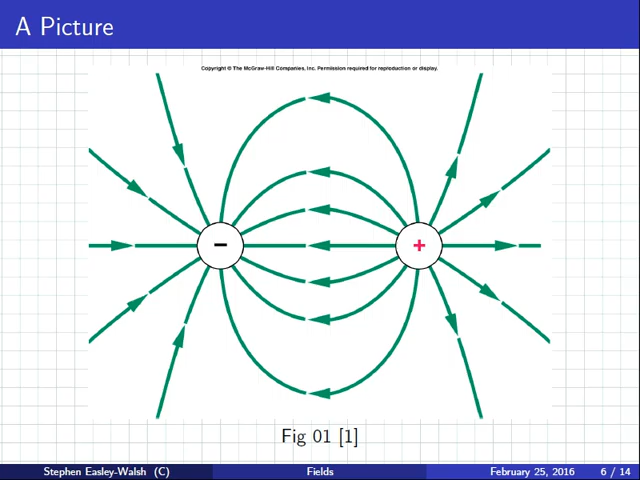 A Picture
Copyright © The McGraw-Hill Companies, Inc. Permission required for reproduction or display.
− +
Fig 01 [1]
Stephen Easley-Walsh (C) Fields February 25, 2016 6 / 14